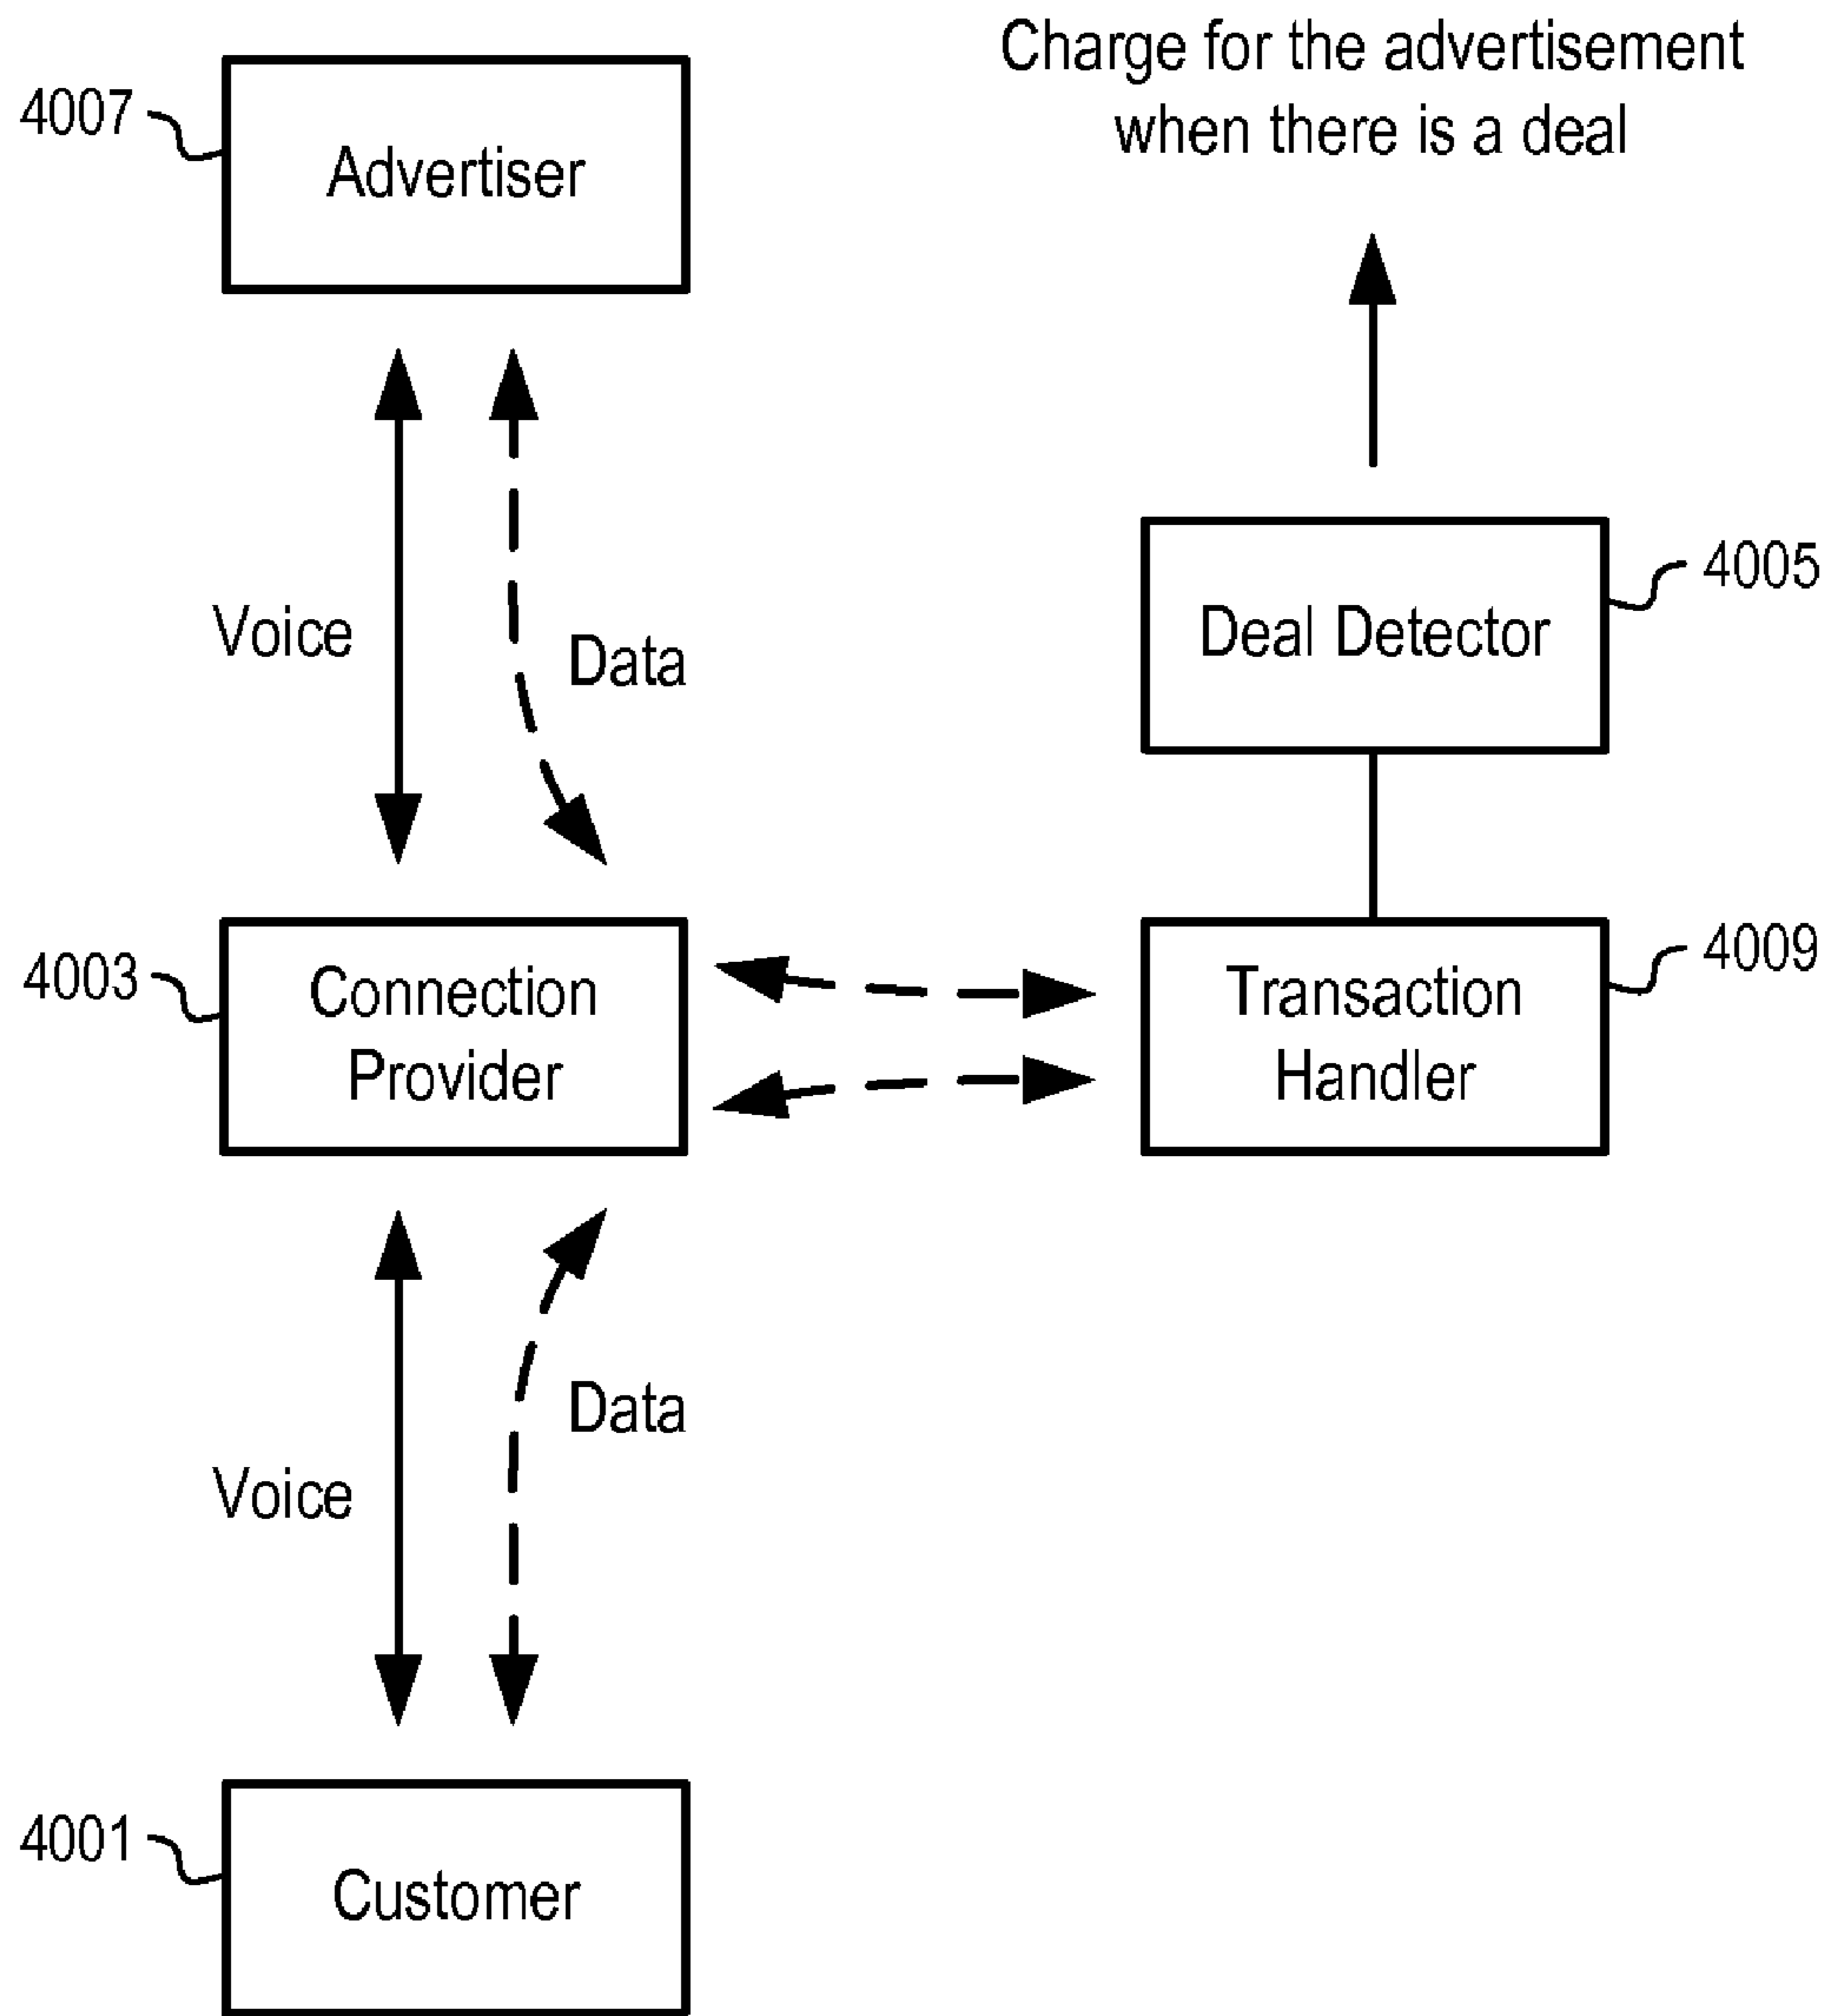 Charge for the advertisement
when there is a deal
4007
Advertiser
4005
Deal Detector
Voice
Data
4003
Connection
Provider
4009
Transaction
Handler
Data
Voice
4001
Customer